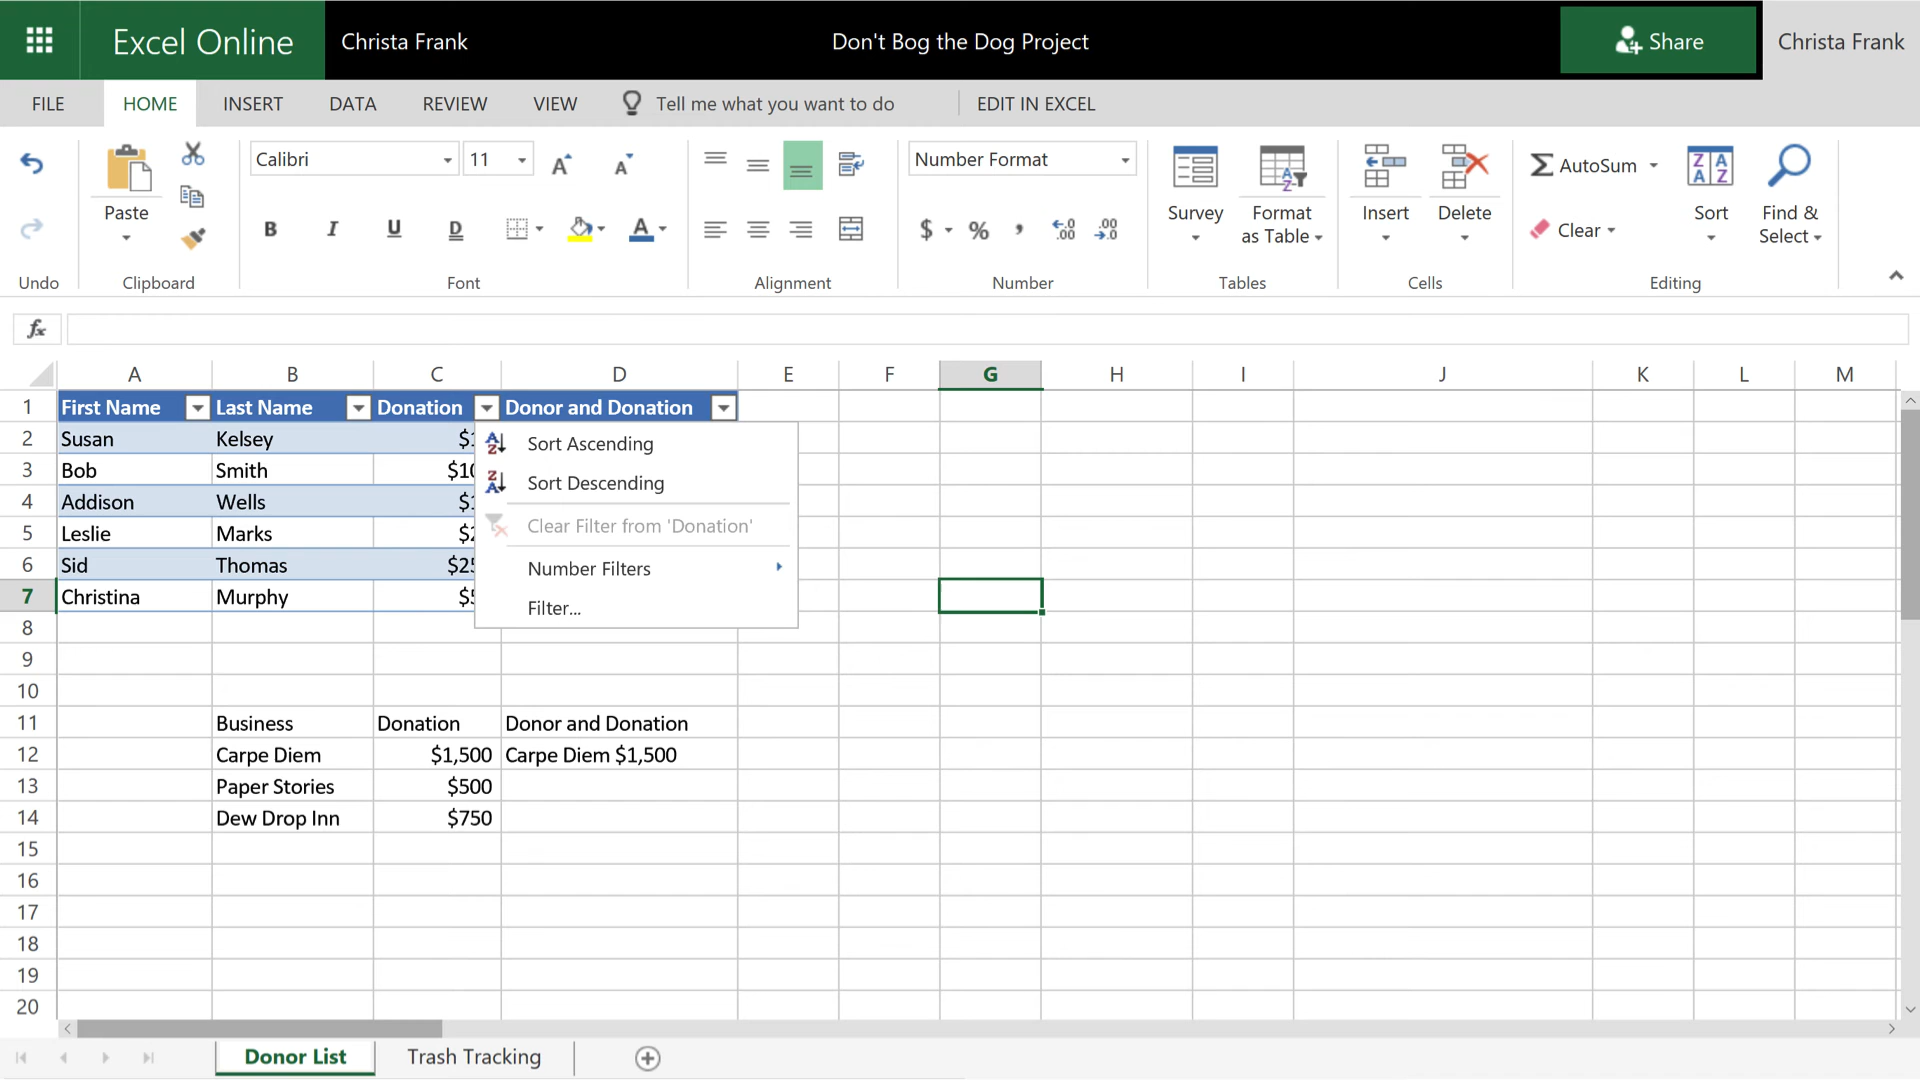 Excel Online Christa Frank Don't Bog the Dog Project Share Christa Frank
FILE HOME INSERT DATA REVIEW VIEW Tell me what you want to do EDIT IN EXCEL
Calibri 11 Number Format AutoSum
Paste Survey Format as Table Insert Delete Clear Sort Find & Select
B I U D $ % , ←.0 .00 .00 →.0
Undo Clipboard Font Alignment Number Tables Cells Editing
fx
A B C D E F G H I J K L M
1 First Name Last Name Donation Donor and Donation
2 Susan Kelsey
3 Bob Smith
4 Addison Wells
5 Leslie Marks
6 Sid Thomas
7 Christina Murphy
Sort Ascending
Sort Descending
Clear Filter from 'Donation'
Number Filters
Filter...
8
9
10
11 Business Donation Donor and Donation
12 Carpe Diem $1,500 Carpe Diem $1,500
13 Paper Stories $500
14 Dew Drop Inn $750
15
16
17
18
19
20
Donor List Trash Tracking